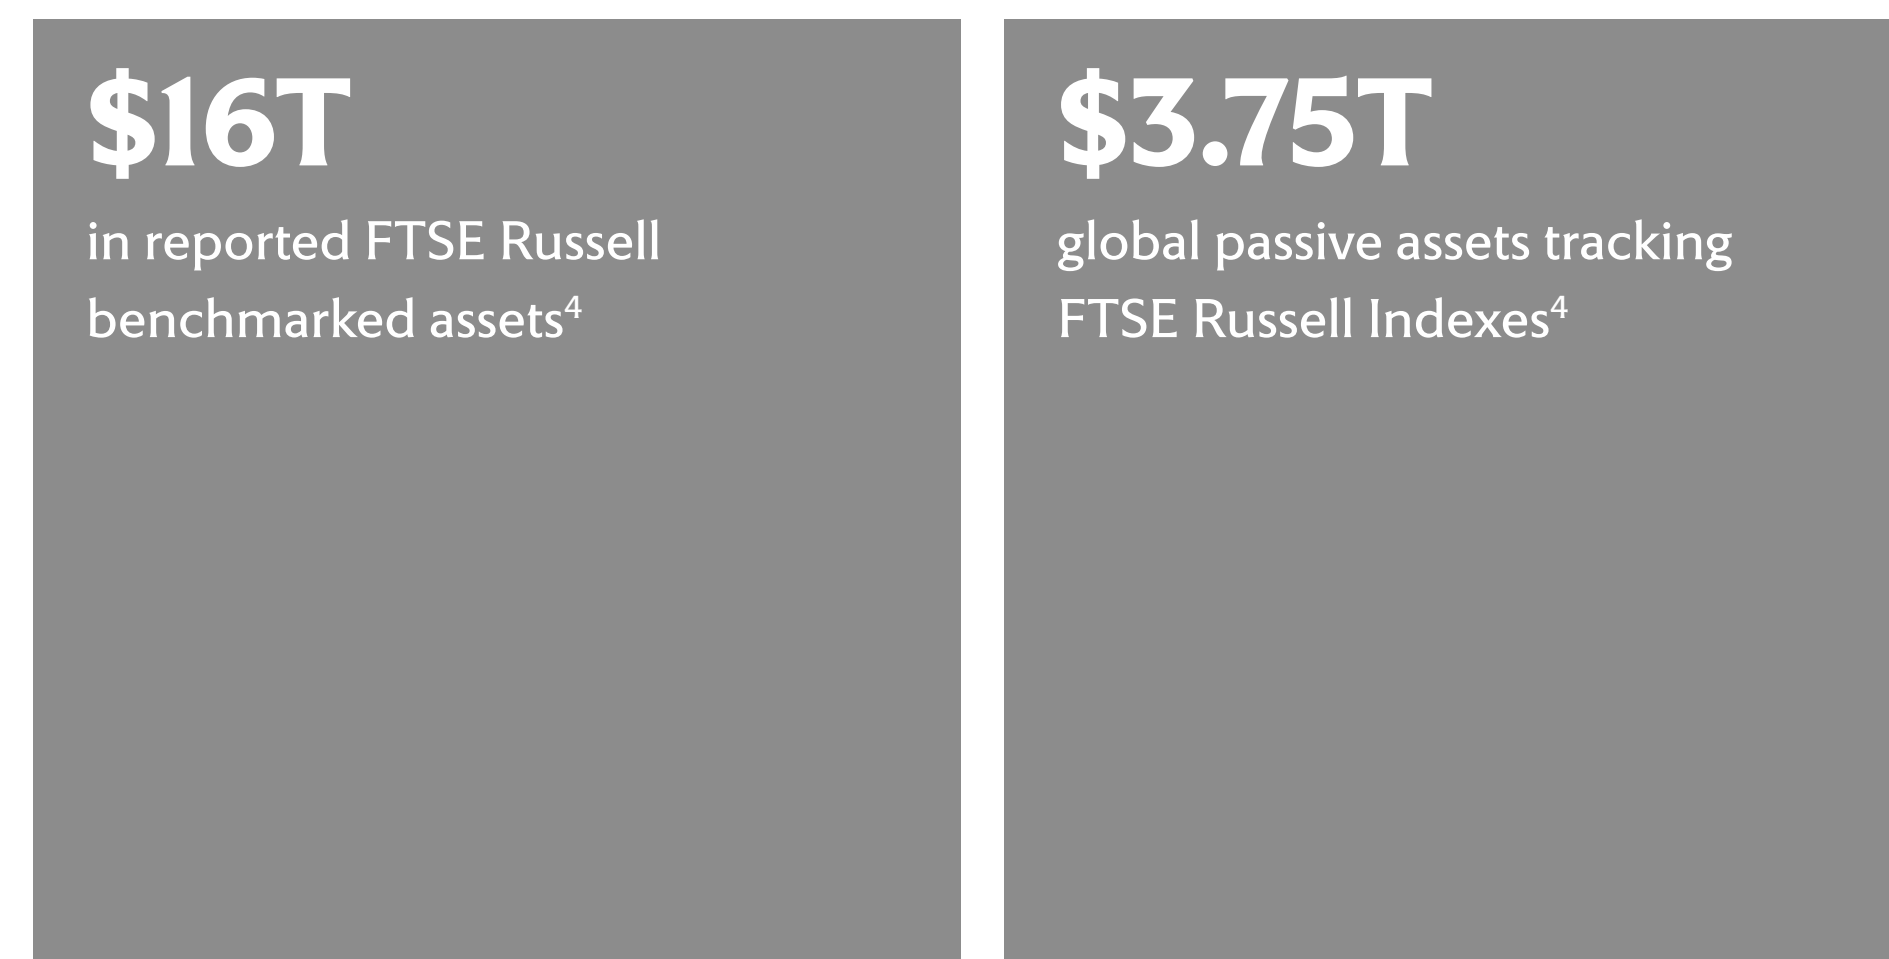 $16T
in reported FTSE Russell
benchmarked assets⁴
$3.75T
global passive assets tracking
FTSE Russell Indexes⁴